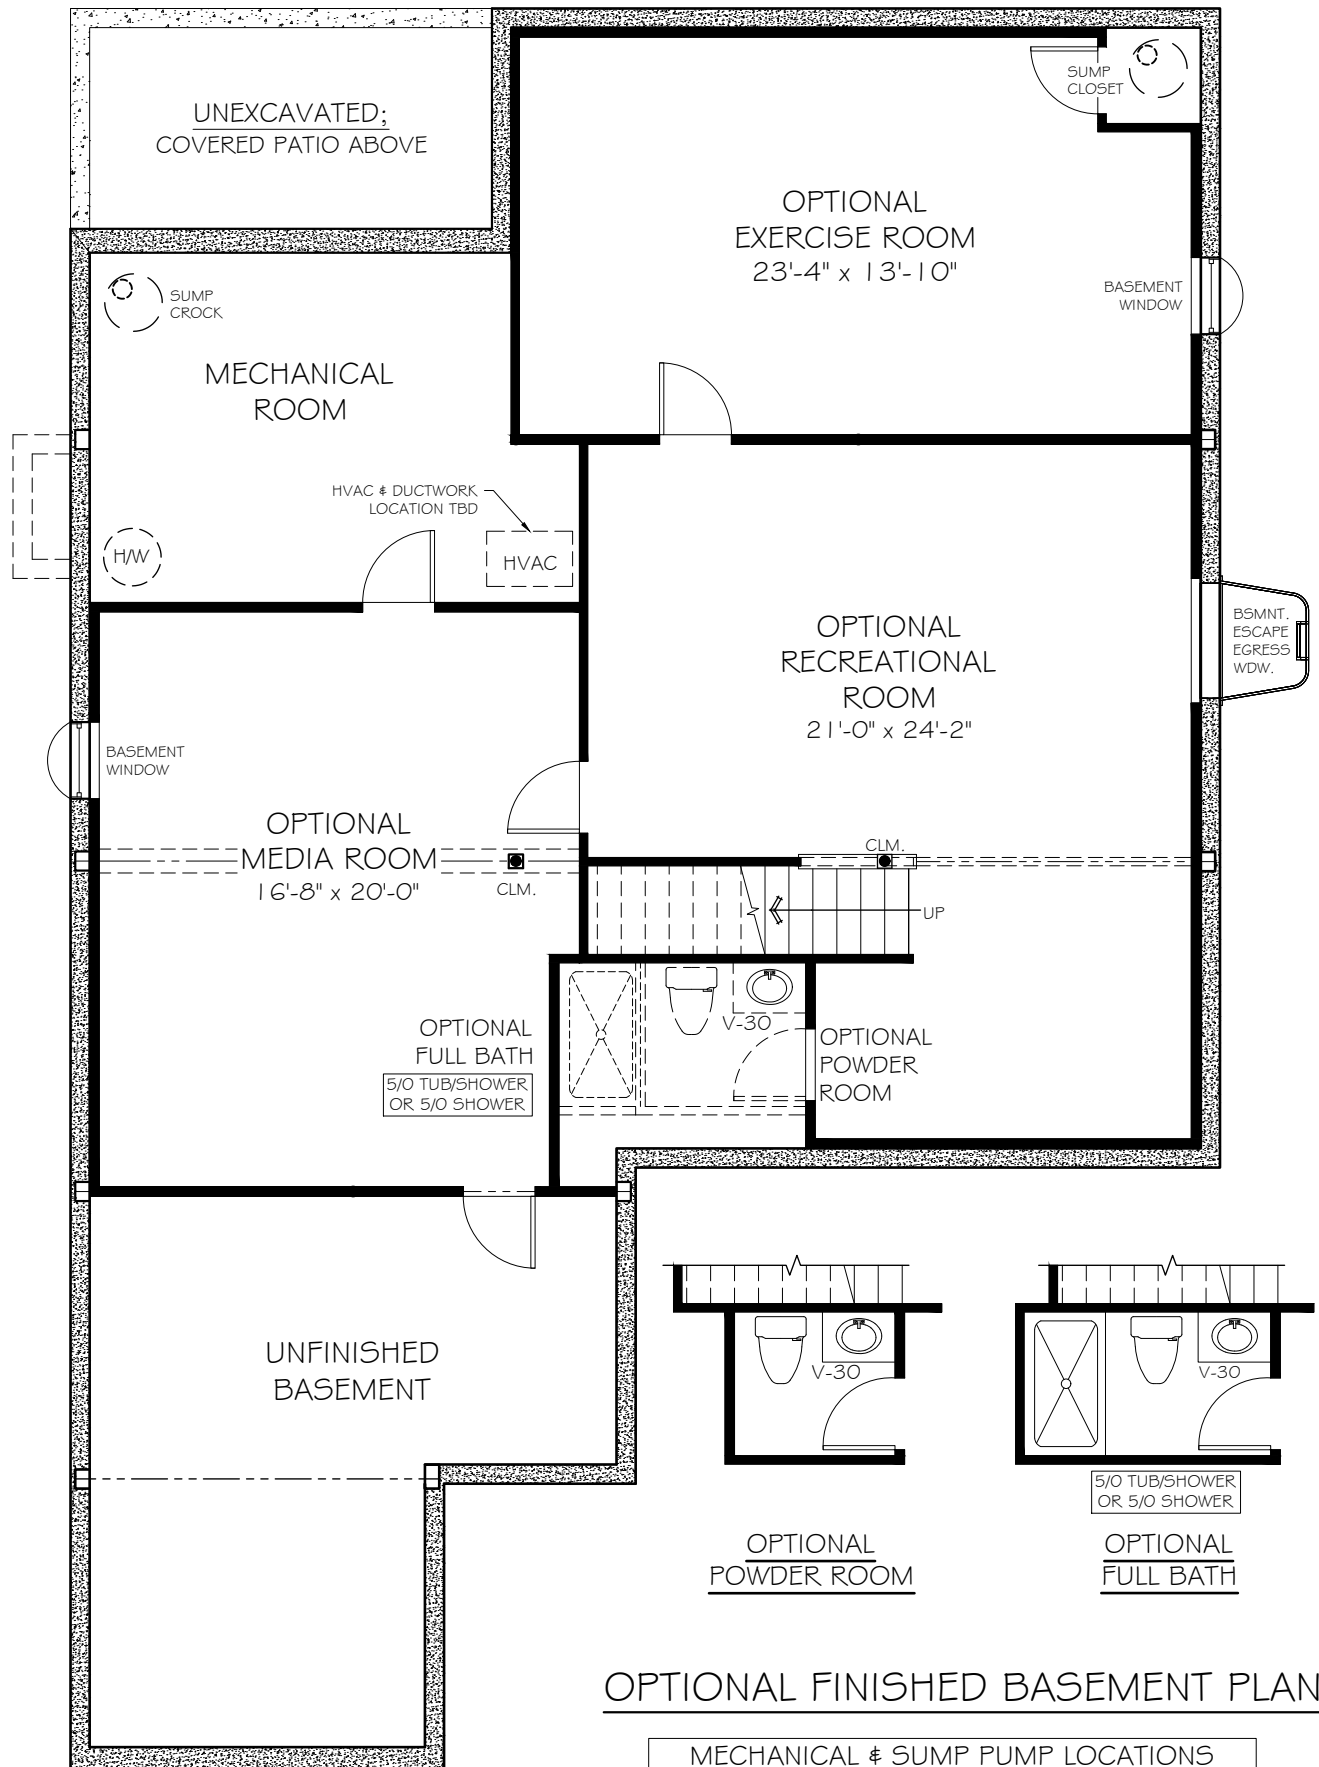 UNEXCAVATED;
COVERED PATIO ABOVE
SUMP
CLOSET
OPTIONAL
EXERCISE ROOM
23'-4" x 13'-10"
BASEMENT
WINDOW
SUMP
CROCK
MECHANICAL
ROOM
HVAC & DUCTWORK
LOCATION TBD
H/W
HVAC
OPTIONAL
RECREATIONAL
ROOM
21'-0" x 24'-2"
BSMNT.
ESCAPE
EGRESS
WDW.
BASEMENT
WINDOW
OPTIONAL
MEDIA ROOM
16'-8" x 20'-0"
CLM.
CLM.
UP
OPTIONAL
FULL BATH
5/0 TUB/SHOWER
OR 5/0 SHOWER
V-30
OPTIONAL
POWDER
ROOM
UNFINISHED
BASEMENT
V-30
OPTIONAL
POWDER ROOM
V-30
5/0 TUB/SHOWER
OR 5/0 SHOWER
OPTIONAL
FULL BATH
OPTIONAL FINISHED BASEMENT PLAN
MECHANICAL & SUMP PUMP LOCATIONS